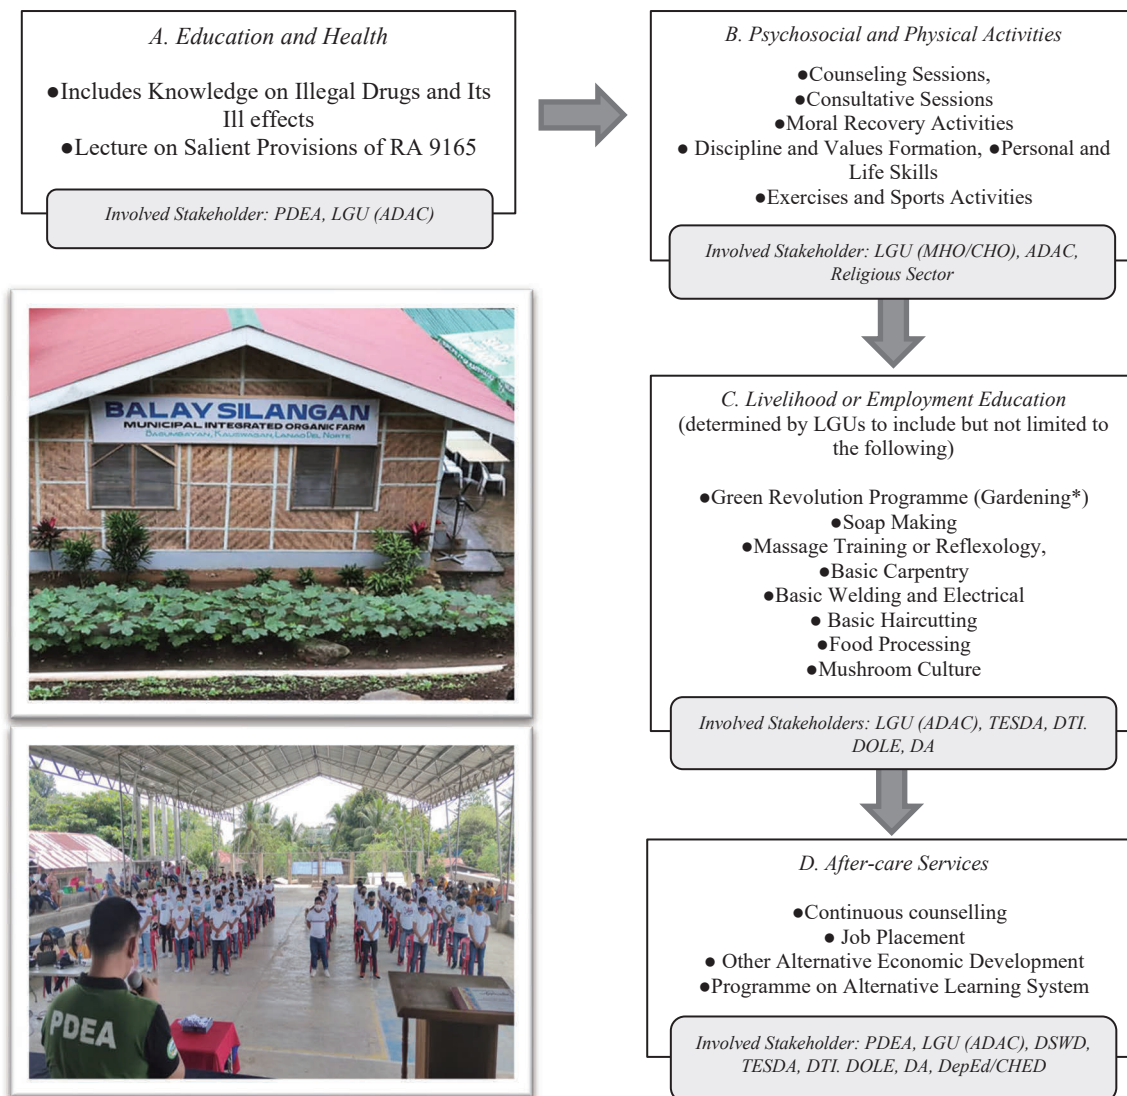 A. Education and Health
●Includes Knowledge on Illegal Drugs and Its
Ill effects
●Lecture on Salient Provisions of RA 9165
Involved Stakeholder: PDEA, LGU (ADAC)
B. Psychosocial and Physical Activities
●Counseling Sessions,
●Consultative Sessions
●Moral Recovery Activities
● Discipline and Values Formation, ●Personal and
Life Skills
●Exercises and Sports Activities
Involved Stakeholder: LGU (MHO/CHO), ADAC,
Religious Sector
BALAY SILANGAN
MUNICIPAL INTEGRATED ORGANIC FARM
BAGUMBAYAN, KAUSWAGAN, LANAO DEL NORTE
C. Livelihood or Employment Education
(determined by LGUs to include but not limited to
the following)
●Green Revolution Programme (Gardening*)
●Soap Making
●Massage Training or Reflexology,
●Basic Carpentry
●Basic Welding and Electrical
● Basic Haircutting
●Food Processing
●Mushroom Culture
Involved Stakeholders: LGU (ADAC), TESDA, DTI.
DOLE, DA
PDEA
D. After-care Services
●Continuous counselling
● Job Placement
● Other Alternative Economic Development
●Programme on Alternative Learning System
Involved Stakeholder: PDEA, LGU (ADAC), DSWD,
TESDA, DTI. DOLE, DA, DepEd/CHED